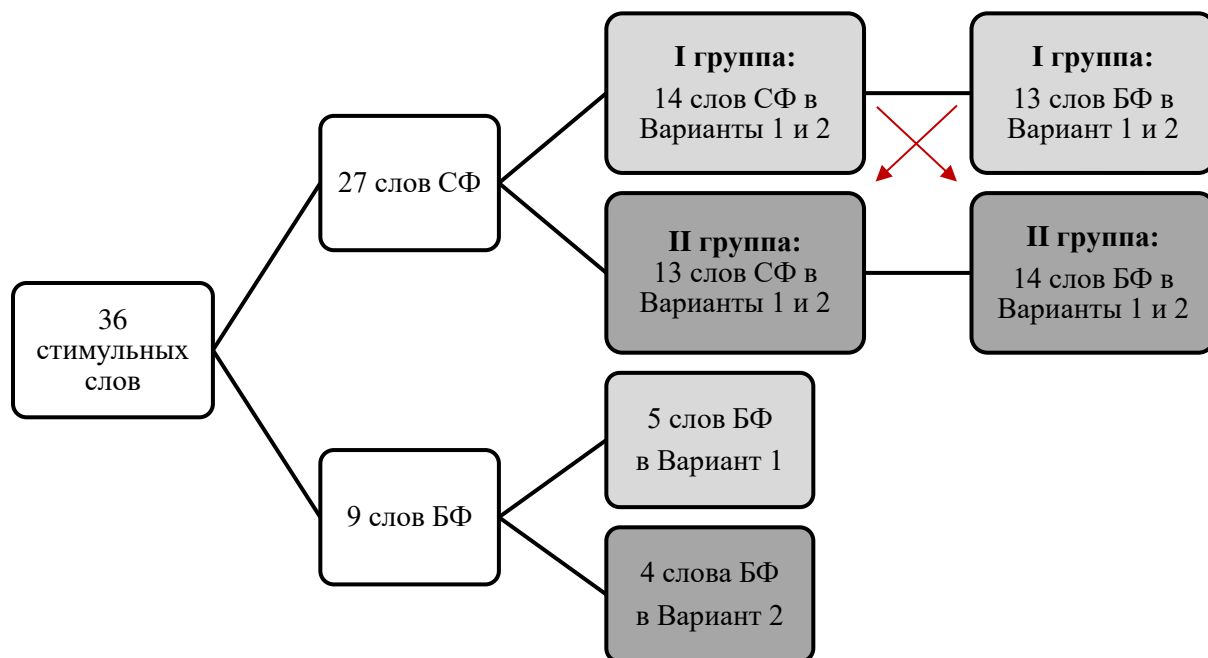 36
стимульных
слов
27 слов СФ
I группа:
14 слов СФ в
Варианты 1 и 2
I группа:
13 слов БФ в
Вариант 1 и 2
II группа:
13 слов СФ в
Варианты 1 и 2
II группа:
14 слов БФ в
Варианты 1 и 2
9 слов БФ
5 слов БФ
в Вариант 1
4 слова БФ
в Вариант 2